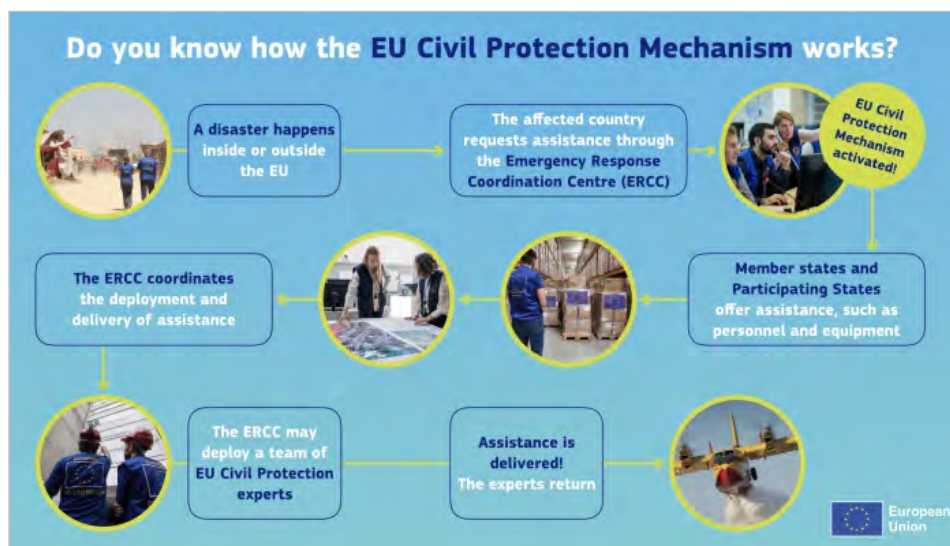 Do you know how the EU Civil Protection Mechanism works?
A disaster happens
inside or outside
the EU
The affected country
requests assistance through
the Emergency Response
Coordination Centre (ERCC)
EU Civil
Protection
Mechanism
activated!
Member states and
Participating States
offer assistance, such as
personnel and equipment
The ERCC coordinates
the deployment and
delivery of assistance
The ERCC may
deploy a team of
EU Civil Protection
experts
Assistance is
delivered!
The experts return
European
Union